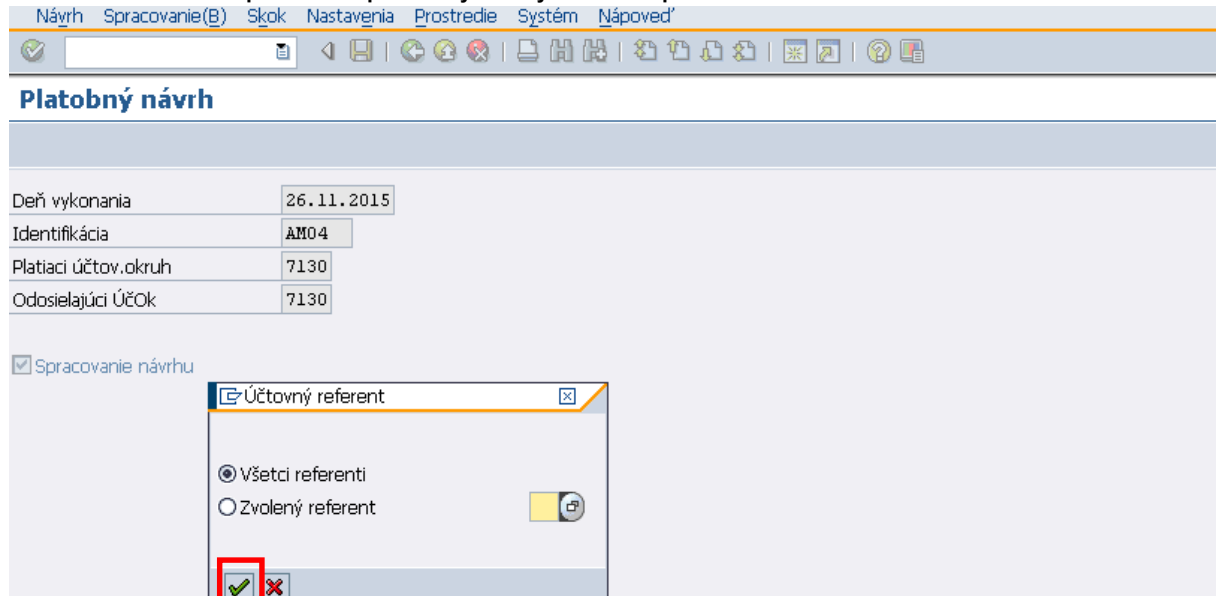 Návrh Spracovanie(B) Skok Nastavenia Prostredie Systém Nápoveď
Platobný návrh
Deň vykonania 26.11.2015
Identifikácia AM04
Platiaci účtov.okruh 7130
Odosielajúci ÚčOk 7130
Spracovanie návrhu
Účtovný referent
Všetci referenti
Zvolený referent